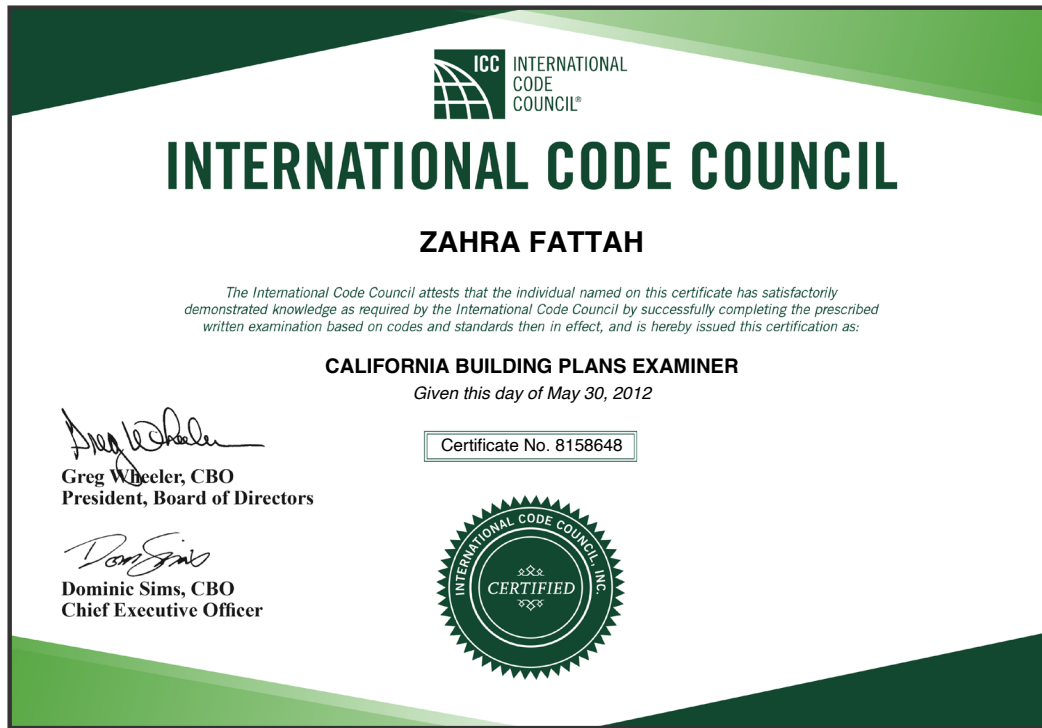 ICC INTERNATIONAL
CODE
COUNCIL®
INTERNATIONAL CODE COUNCIL
ZAHRA FATTAH
The International Code Council attests that the individual named on this certificate has satisfactorily
demonstrated knowledge as required by the International Code Council by successfully completing the prescribed
written examination based on codes and standards then in effect, and is hereby issued this certification as:
CALIFORNIA BUILDING PLANS EXAMINER
Given this day of May 30, 2012
Certificate No. 8158648
Greg Wheeler
Greg Wheeler, CBO
President, Board of Directors
Dom Sims
Dominic Sims, CBO
Chief Executive Officer
INTERNATIONAL CODE COUNCIL, INC.
CERTIFIED